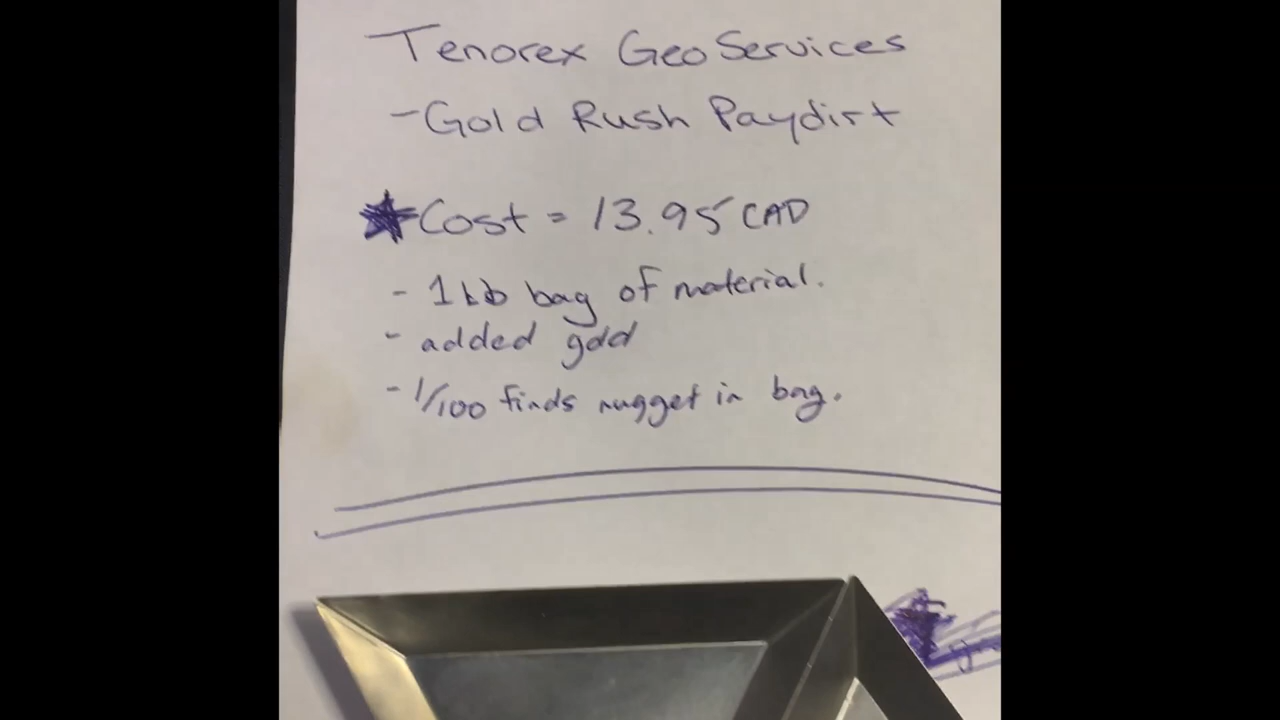 Tenorex GeoServices
- Gold Rush Paydirt
★ Cost = 13.95 CAD
- 1 lb bag of material.
- added gold
- 1/100 finds nugget in bag.